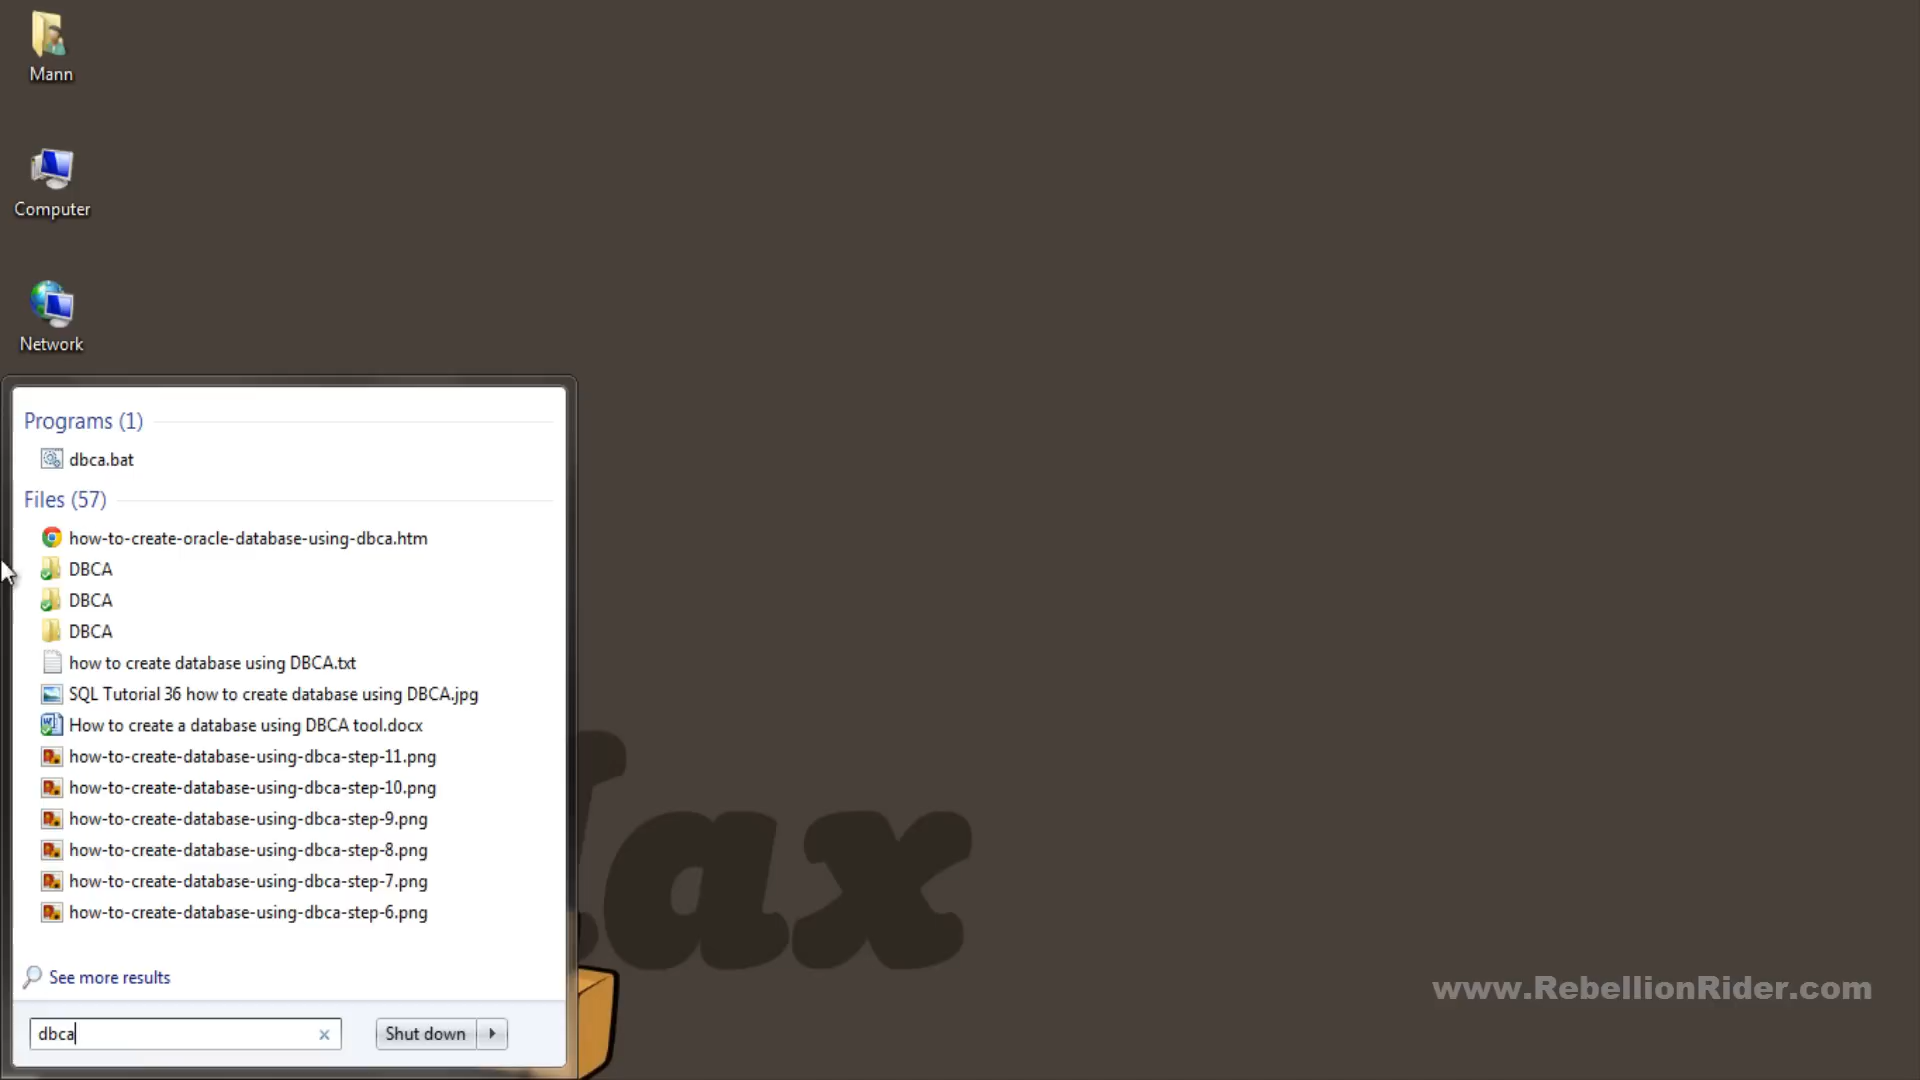 Mann
Computer
Network
Programs (1)
dbca.bat
Files (57)
how-to-create-oracle-database-using-dbca.htm
DBCA
DBCA
DBCA
how to create database using DBCA.txt
SQL Tutorial 36 how to create database using DBCA.jpg
How to create a database using DBCA tool.docx
how-to-create-database-using-dbca-step-11.png
how-to-create-database-using-dbca-step-10.png
how-to-create-database-using-dbca-step-9.png
how-to-create-database-using-dbca-step-8.png
how-to-create-database-using-dbca-step-7.png
how-to-create-database-using-dbca-step-6.png
See more results
dbca
Shut down
ax
www.RebellionRider.com